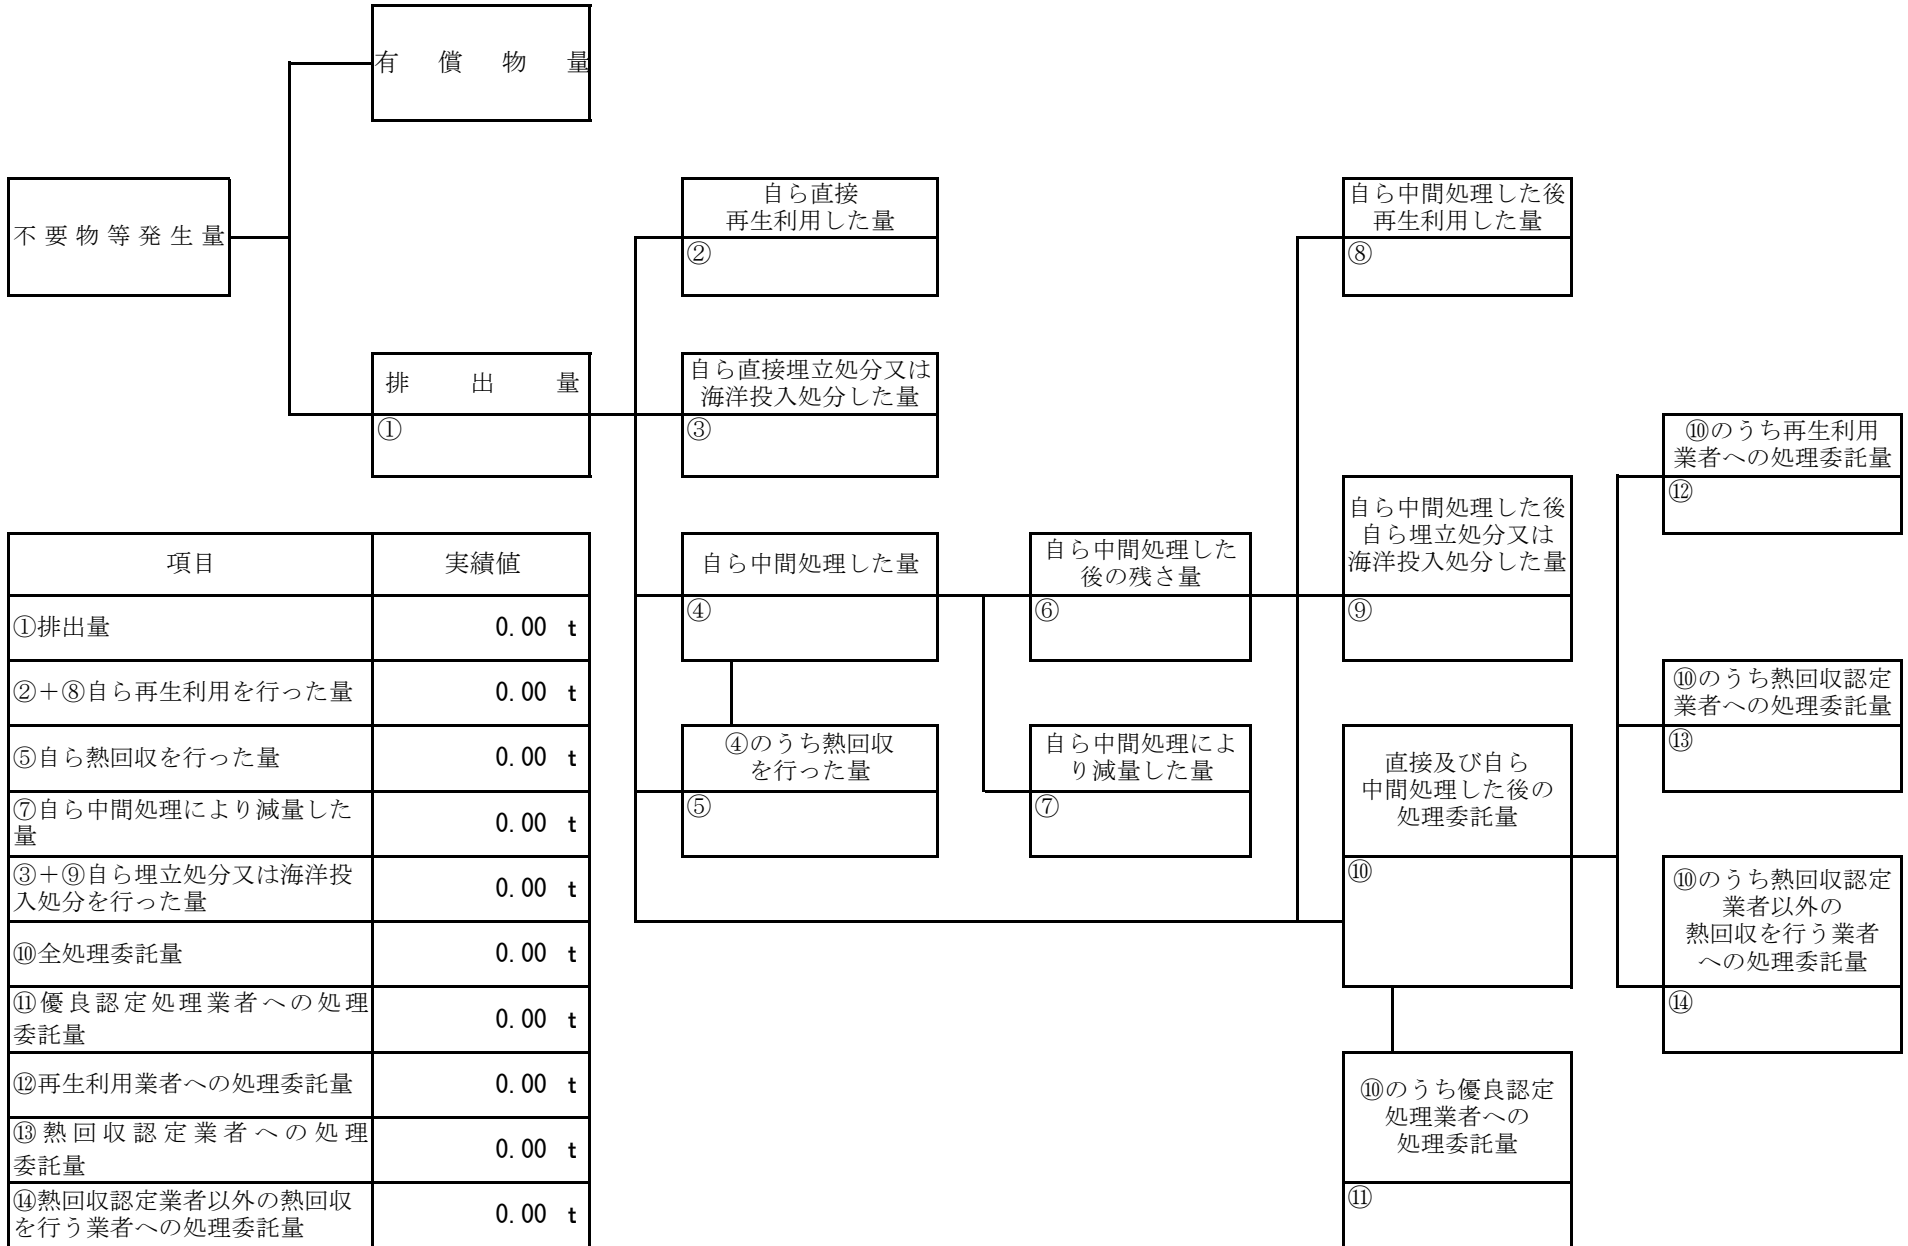 有償物量
不要物等発生量
自ら直接
再生利用した量
②
自ら中間処理した後
再生利用した量
⑧
排出量
①
自ら直接埋立処分又は
海洋投入処分した量
③
⑩のうち再生利用
業者への処理委託量
⑫
自ら中間処理した量
④
自ら中間処理した
後の残さ量
⑥
自ら中間処理した後
自ら埋立処分又は
海洋投入処分した量
⑨
⑩のうち熱回収認定
業者への処理委託量
⑬
④のうち熱回収
を行った量
⑤
自ら中間処理によ
り減量した量
⑦
直接及び自ら
中間処理した後の
処理委託量
⑩
⑩のうち熱回収認定
業者以外の
熱回収を行う業者
への処理委託量
⑭
⑩のうち優良認定
処理業者への
処理委託量
⑪
項目 実績値
①排出量 0.00 t
②＋⑧自ら再生利用を行った量 0.00 t
⑤自ら熱回収を行った量 0.00 t
⑦自ら中間処理により減量した
量 0.00 t
③＋⑨自ら埋立処分又は海洋投
入処分を行った量 0.00 t
⑩全処理委託量 0.00 t
⑪優良認定処理業者への処理
委託量 0.00 t
⑫再生利用業者への処理委託量 0.00 t
⑬熱回収認定業者への処理
委託量 0.00 t
⑭熱回収認定業者以外の熱回収
を行う業者への処理委託量 0.00 t